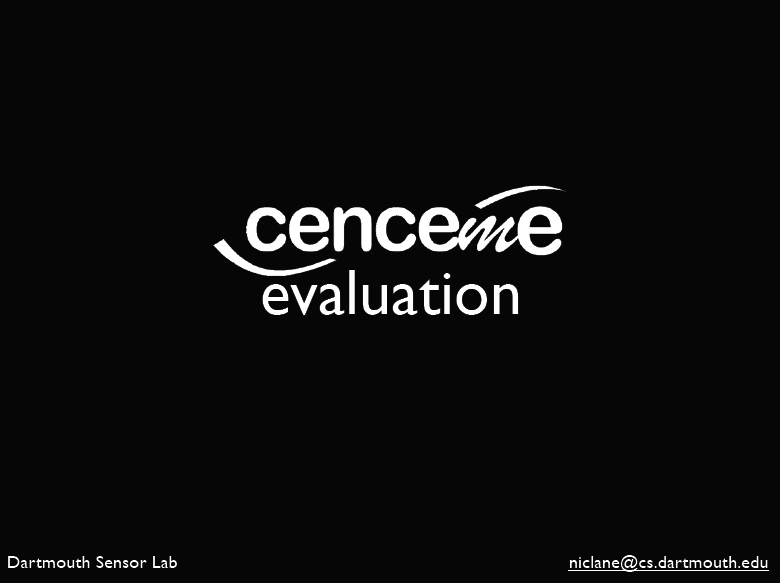 cenceme
evaluation
Dartmouth Sensor Lab
niclane@cs.dartmouth.edu